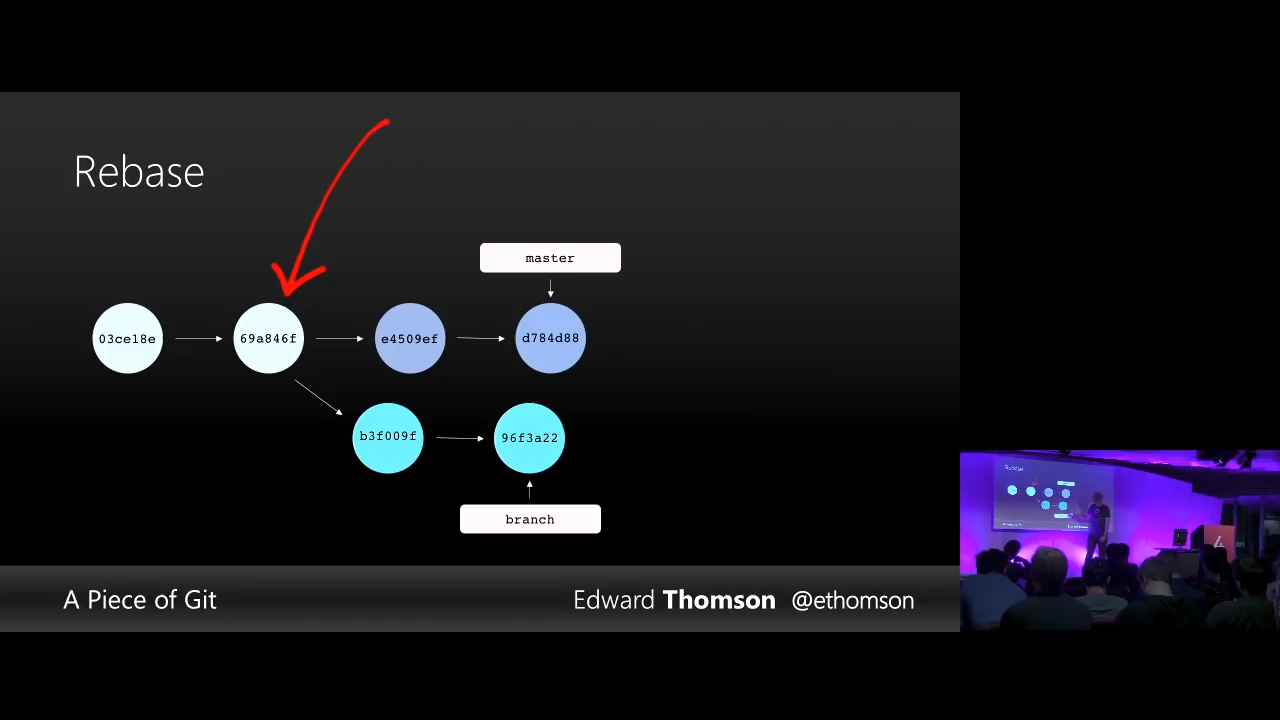 Rebase
master
03ce18e
69a846f
e4509ef
d784d88
b3f009f
96f3a22
branch
A Piece of Git
Edward Thomson @ethomson